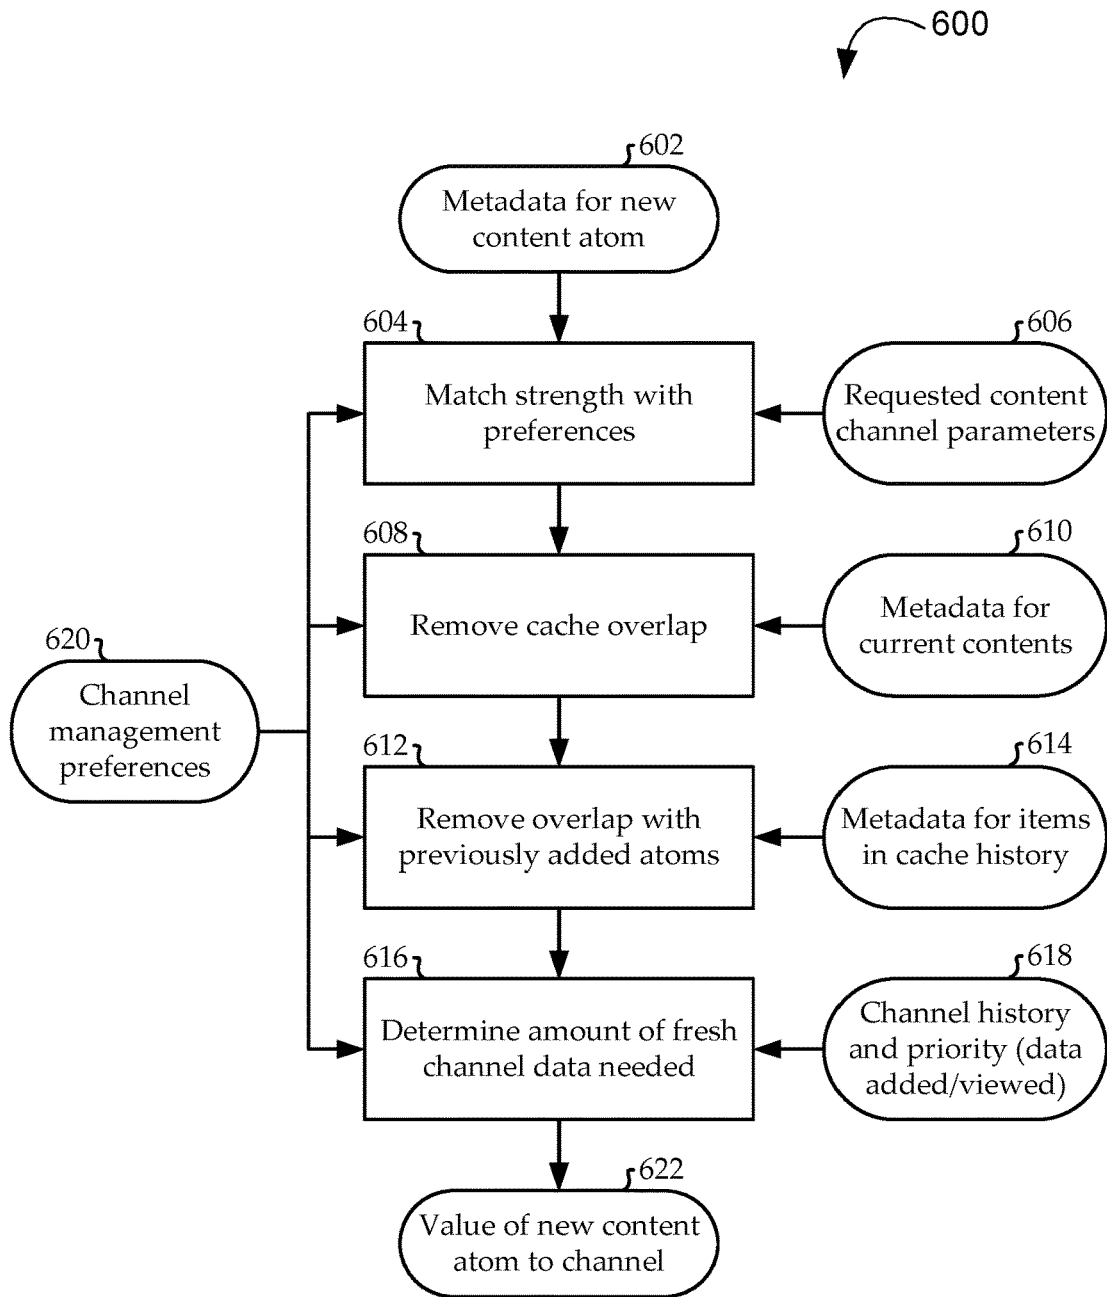 600
602
Metadata for new
content atom
604
Match strength with
preferences
606
Requested content
channel parameters
608
Remove cache overlap
610
Metadata for
current contents
620
Channel
management
preferences
612
Remove overlap with
previously added atoms
614
Metadata for items
in cache history
616
Determine amount of fresh
channel data needed
618
Channel history
and priority (data
added/viewed)
622
Value of new content
atom to channel